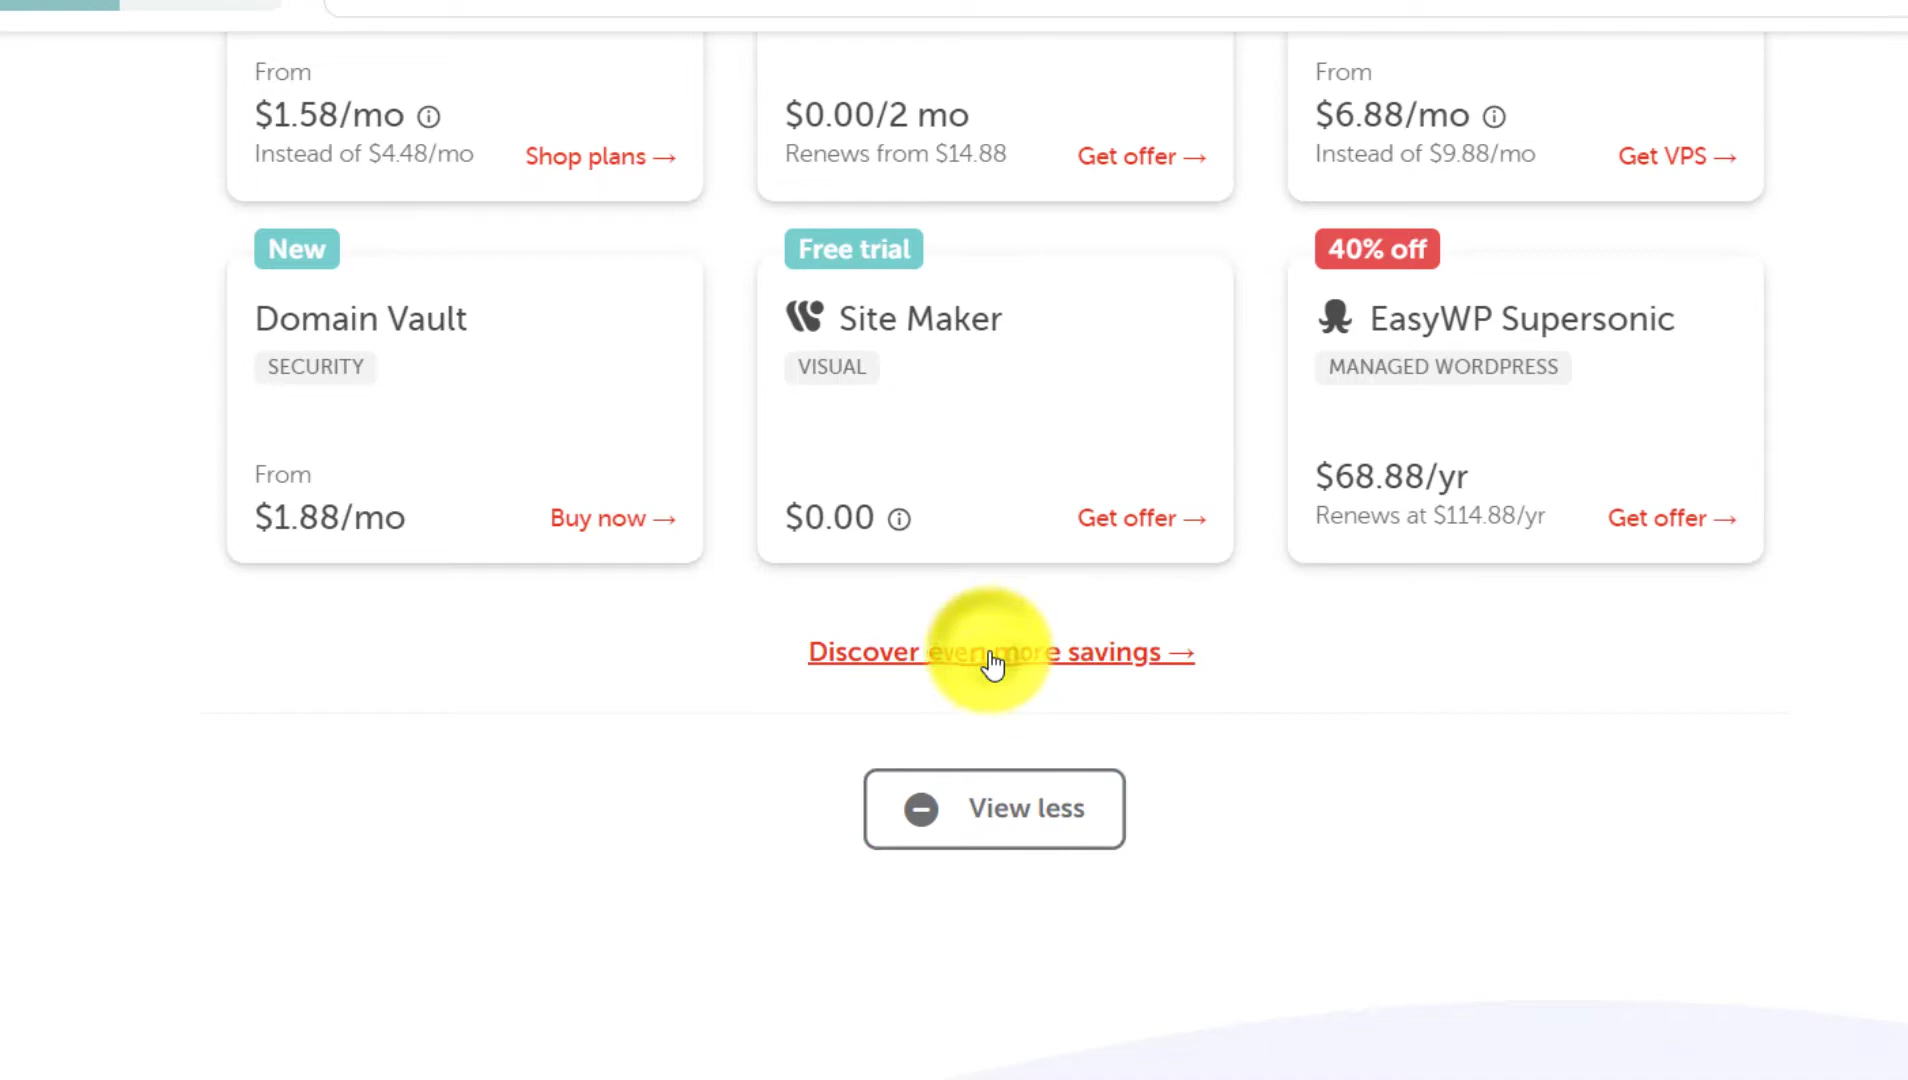 From
$1.58/mo
Instead of $4.48/mo
Shop plans →
$0.00/2 mo
Renews from $14.88
Get offer →
From
$6.88/mo
Instead of $9.88/mo
Get VPS →
New
Domain Vault
SECURITY
From
$1.88/mo
Buy now →
Free trial
Site Maker
VISUAL
$0.00
Get offer →
40% off
EasyWP Supersonic
MANAGED WORDPRESS
$68.88/yr
Renews at $114.88/yr
Get offer →
Discover even more savings →
View less